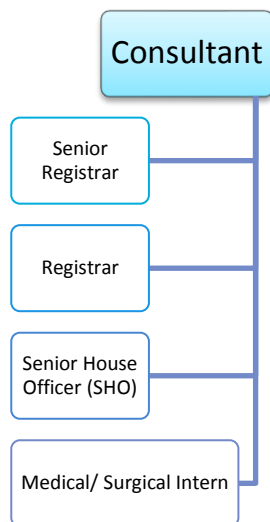 Consultant
Senior
Registrar
Registrar
Senior House
Officer (SHO)
Medical/ Surgical Intern